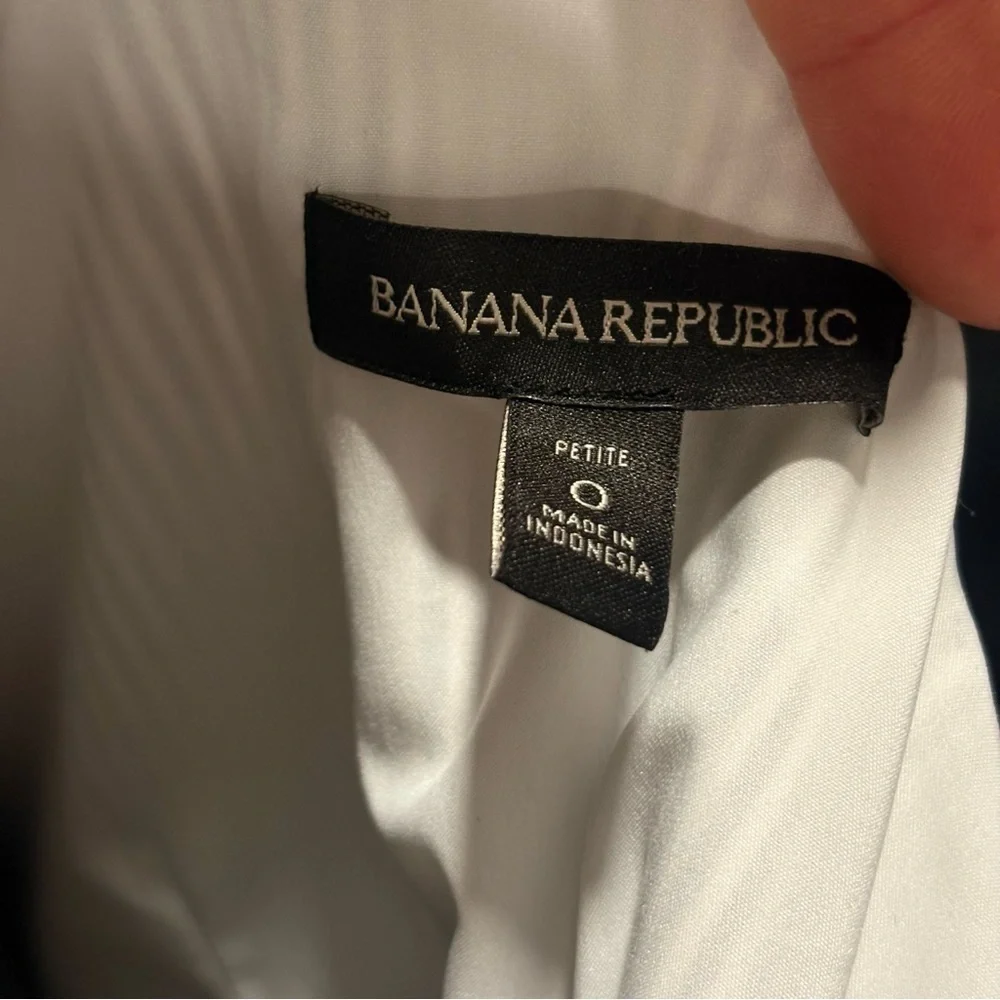 BANANA REPUBLIC
PETITE
0
MADE IN
INDONESIA